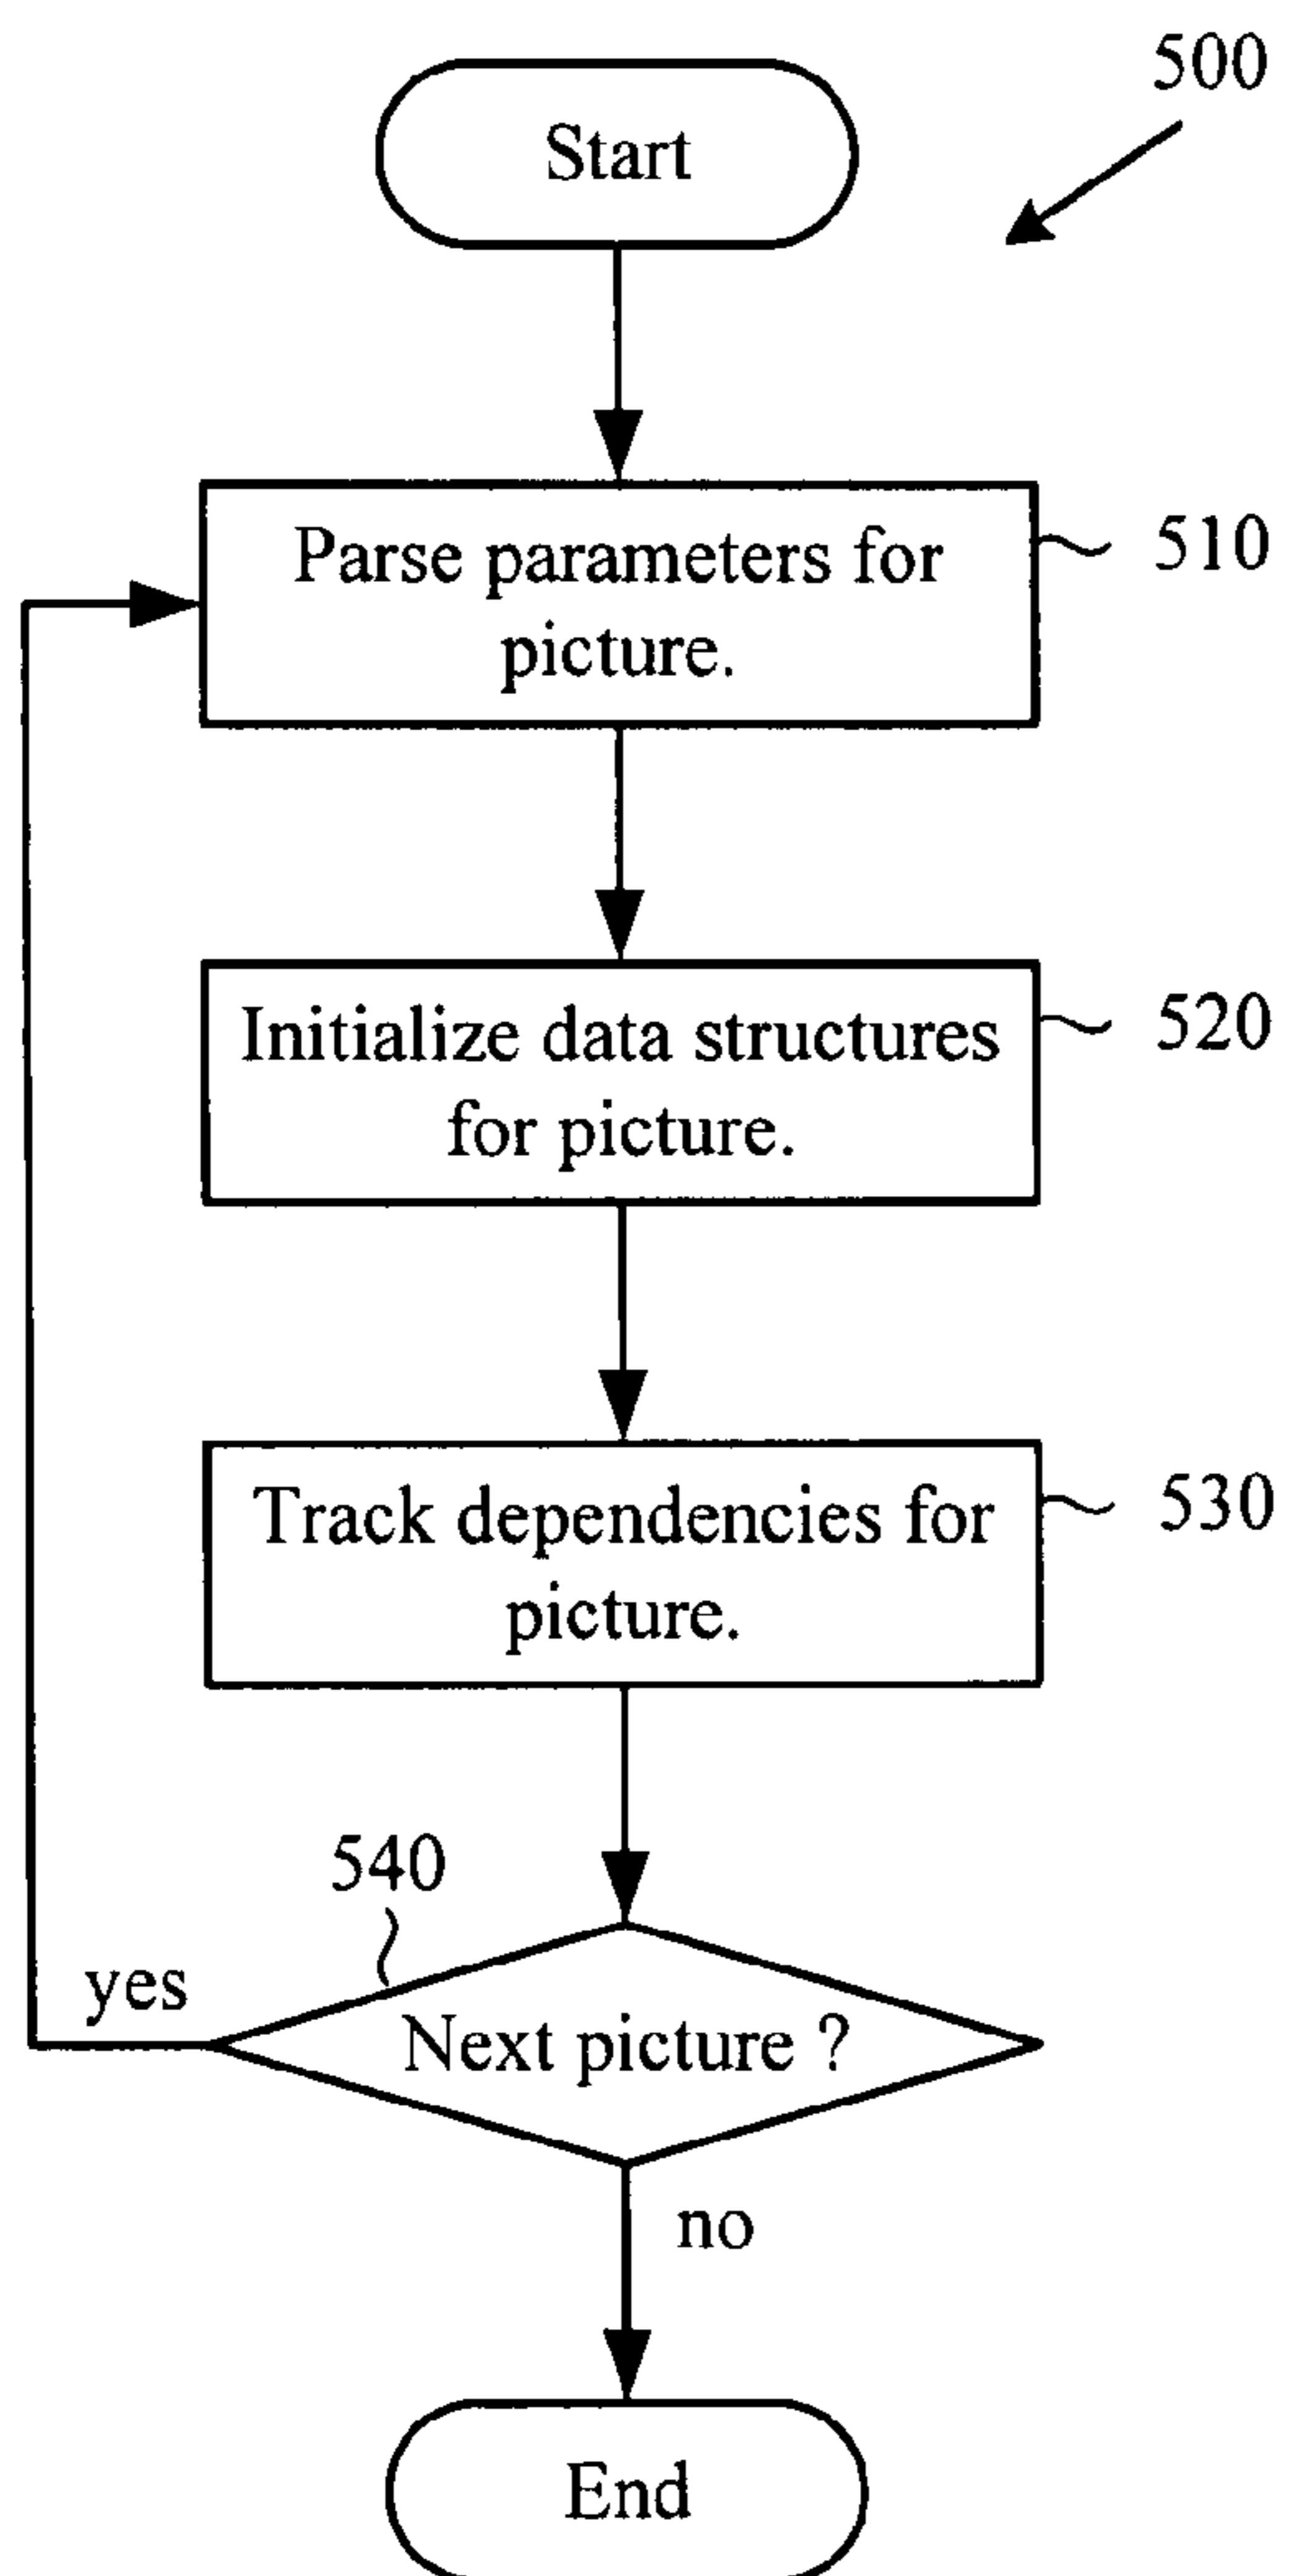 500
Start
Parse parameters for
picture.
510
Initialize data structures
for picture.
520
Track dependencies for
picture.
530
540
yes
Next picture ?
no
End